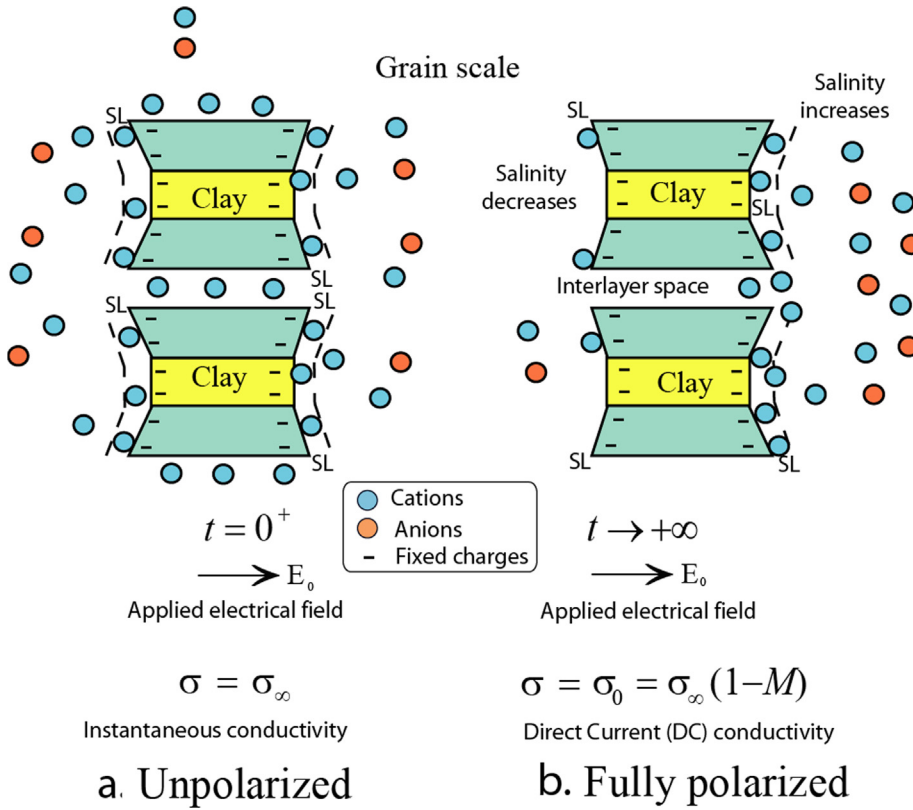 Grain scale
SL
SL
Salinity
increases
Clay
Salinity
decreases
Clay
SL
SL
SL
SL
Interlayer space
Clay
Clay
SL
SL
SL
Cations
Anions
Fixed charges
t = 0⁺
t → +∞
E₀
Applied electrical field
E₀
Applied electrical field
σ = σ∞
Instantaneous conductivity
σ = σ₀ = σ∞ (1−M)
Direct Current (DC) conductivity
a. Unpolarized
b. Fully polarized